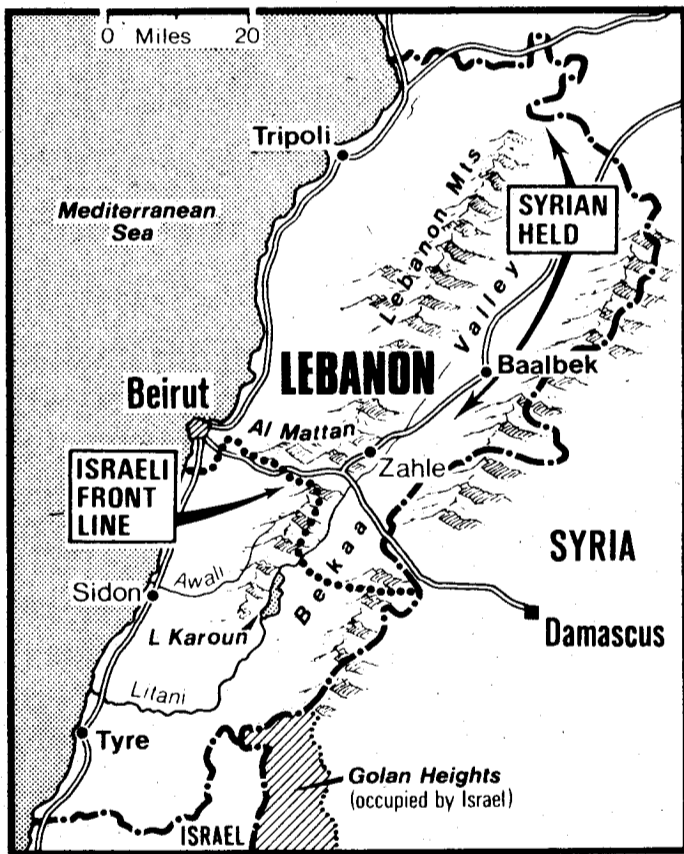 0 Miles 20
Tripoli
Mediterranean
Sea
Lebanon Mts
Valley
SYRIAN
HELD
LEBANON
Baalbek
Beirut
Al Mattan
Zahle
ISRAELI
FRONT
LINE
Bekaa
SYRIA
Awali
Sidon
L Karoun
Damascus
Litani
Tyre
Golan Heights
(occupied by Israel)
ISRAEL